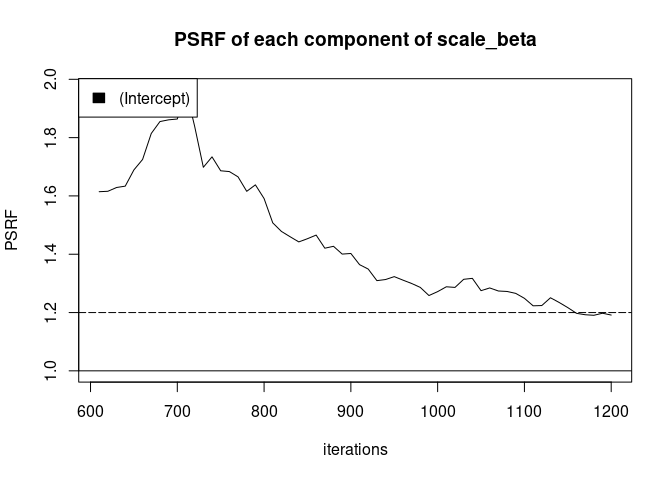 PSRF of each component of scale_beta
(Intercept)
PSRF
2.0
1.8
1.6
1.4
1.2
1.0
600 700 800 900 1000 1100 1200
iterations